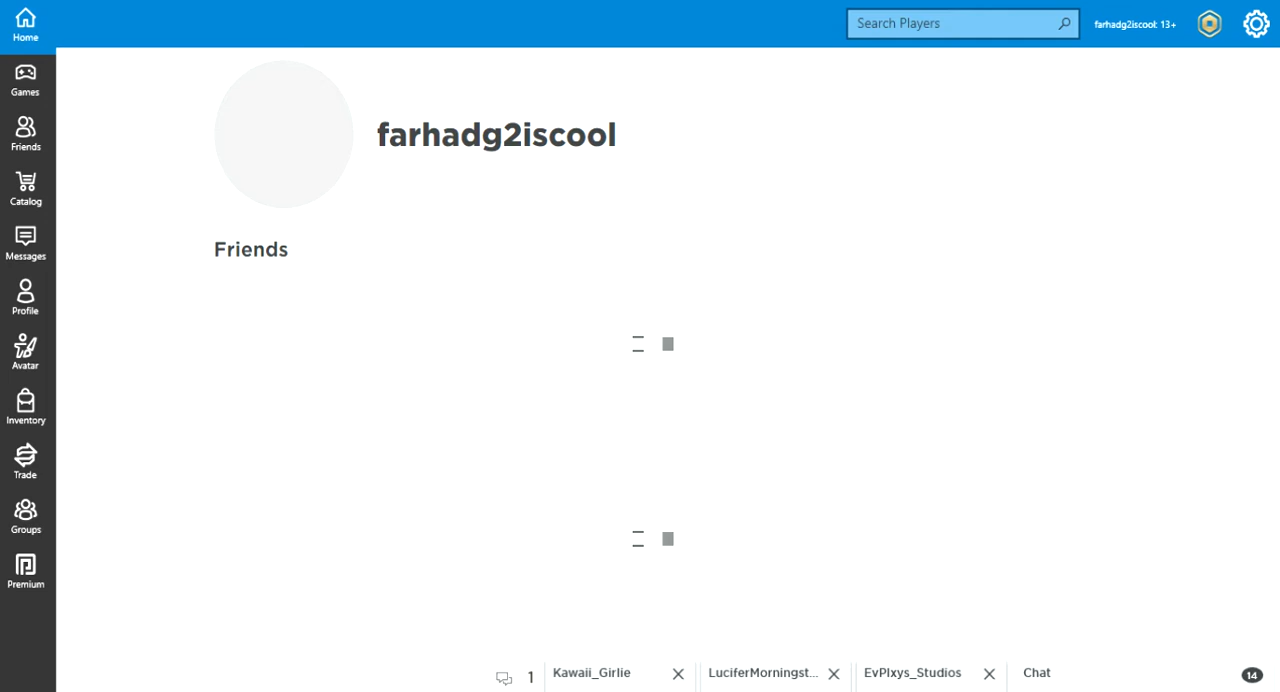 Home
Search Players
farhadg2iscool: 13+
Games
Friends
Catalog
Messages
Profile
Avatar
Inventory
Trade
Groups
Premium
farhadg2iscool
Friends
1
Kawaii_Girlie
LuciferMorningst...
EvPlxys_Studios
Chat
14